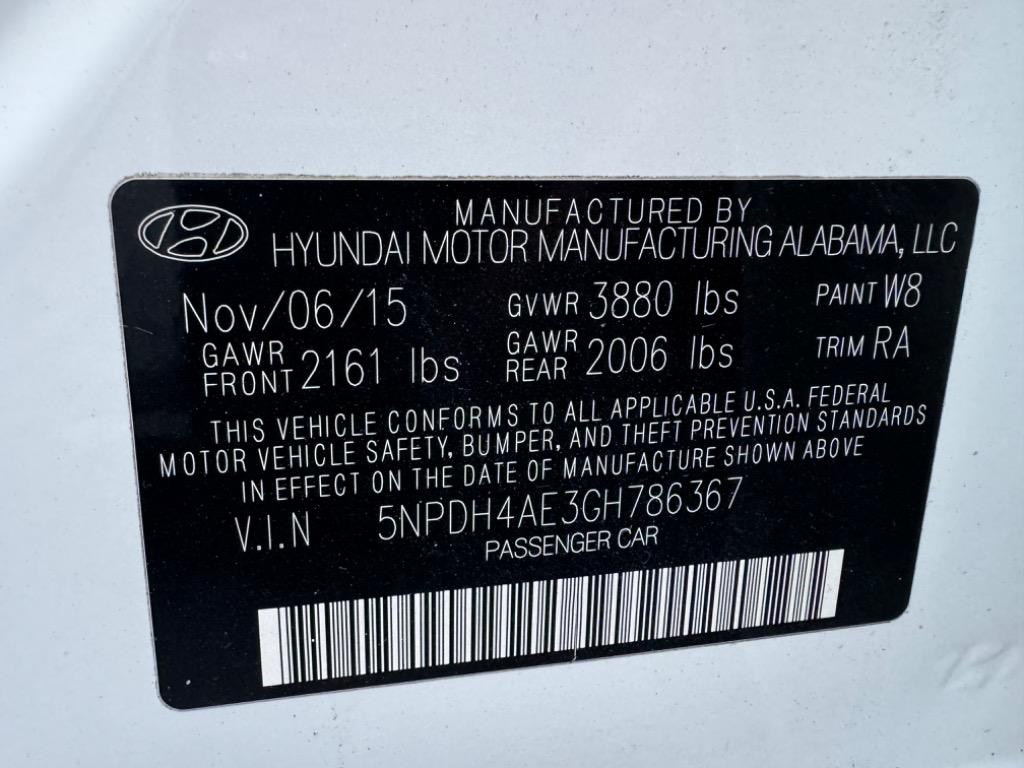 MANUFACTURED BY
HYUNDAI MOTOR MANUFACTURING ALABAMA, LLC
Nov/06/15 GVWR 3880 lbs PAINT W8
GAWR FRONT 2161 lbs GAWR REAR 2006 lbs TRIM RA
THIS VEHICLE CONFORMS TO ALL APPLICABLE U.S.A. FEDERAL
MOTOR VEHICLE SAFETY, BUMPER, AND THEFT PREVENTION STANDARDS
IN EFFECT ON THE DATE OF MANUFACTURE SHOWN ABOVE
V.I.N 5NPDH4AE3GH786367
PASSENGER CAR